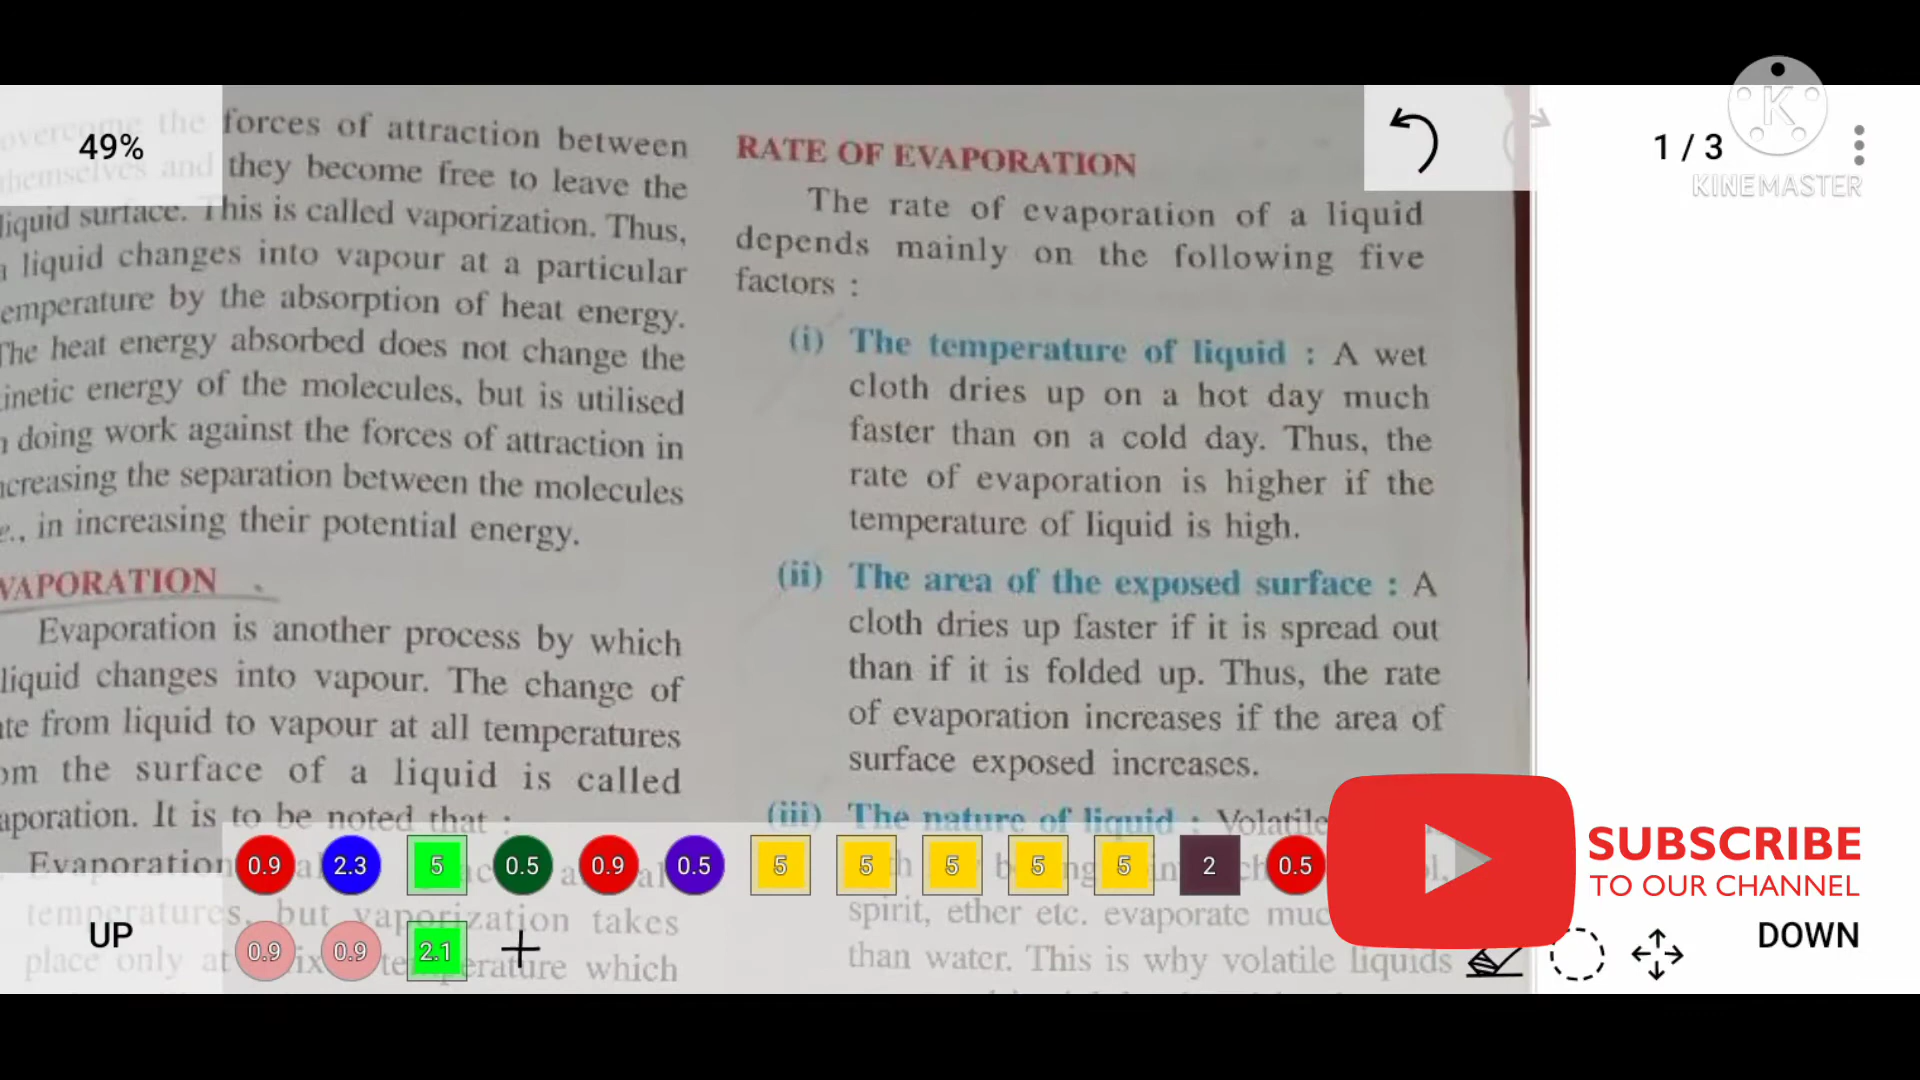 49%
1 / 3
KINEMASTER
overcome the forces of attraction between
themselves and they become free to leave the
liquid surface. This is called vaporization. Thus,
liquid changes into vapour at a particular
emperature by the absorption of heat energy.
The heat energy absorbed does not change the
inetic energy of the molecules, but is utilised
doing work against the forces of attraction in
creasing the separation between the molecules
e., in increasing their potential energy.
VAPORATION
Evaporation is another process by which
liquid changes into vapour. The change of
te from liquid to vapour at all temperatures
om the surface of a liquid is called
aporation. It is to be noted that :
Evaporation
temperatures, but vaporization takes
place only at temperature which
RATE OF EVAPORATION
The rate of evaporation of a liquid
depends mainly on the following five
factors :
(i) The temperature of liquid : A wet
cloth dries up on a hot day much
faster than on a cold day. Thus, the
rate of evaporation is higher if the
temperature of liquid is high.
(ii) The area of the exposed surface : A
cloth dries up faster if it is spread out
than if it is folded up. Thus, the rate
of evaporation increases if the area of
surface exposed increases.
(iii) The nature of liquid : Volatile
spirit, ether etc. evaporate muc
than water. This is why volatile liquids
0.9 2.3 5 0.5 0.9 0.5 5 5 5 5 5 2 0.5
0.9 0.9 2.1
UP
SUBSCRIBE
TO OUR CHANNEL
DOWN